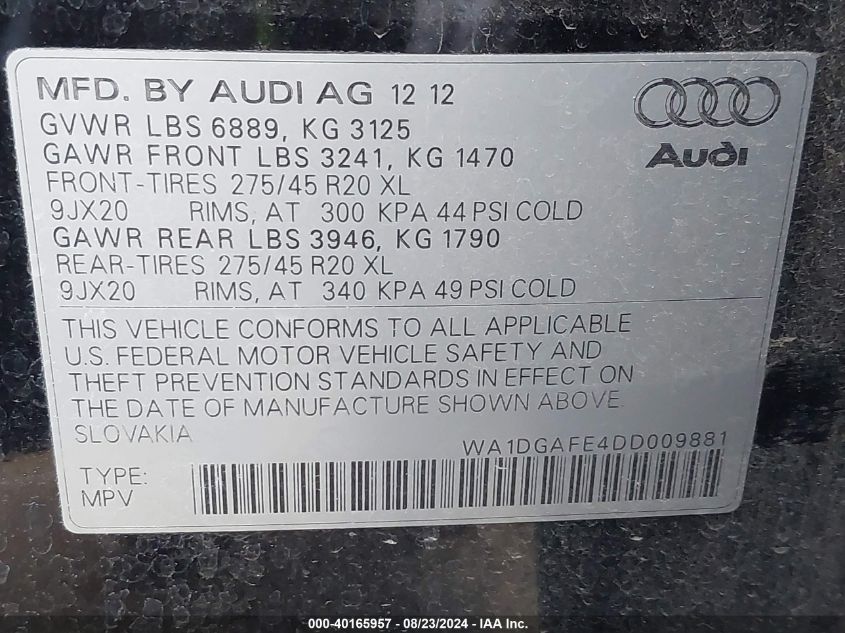 MFD. BY AUDI AG 12 12
GVWR LBS 6889, KG 3125
GAWR FRONT LBS 3241, KG 1470
Audi
FRONT-TIRES 275/45 R20 XL
9JX20 RIMS, AT 300 KPA 44 PSI COLD
GAWR REAR LBS 3946, KG 1790
REAR-TIRES 275/45 R20 XL
9JX20 RIMS, AT 340 KPA 49 PSI COLD
THIS VEHICLE CONFORMS TO ALL APPLICABLE
U.S. FEDERAL MOTOR VEHICLE SAFETY AND
THEFT PREVENTION STANDARDS IN EFFECT ON
THE DATE OF MANUFACTURE SHOWN ABOVE.
SLOVAKIA
WA1DGAFE4DD009881
TYPE:
MPV
000-40165957 - 08/23/2024 - WWW.IAAI.COM